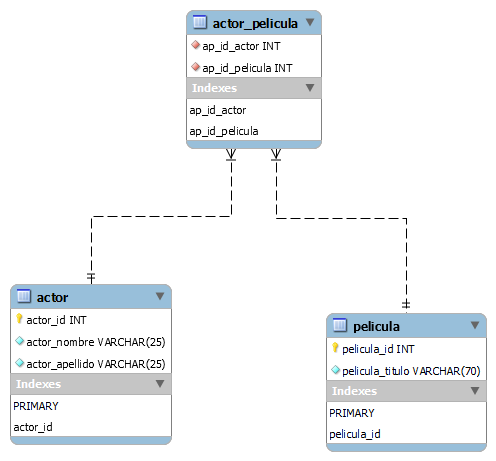 actor_pelicula
ap_id_actor INT
ap_id_pelicula INT
Indexes
ap_id_actor
ap_id_pelicula
actor
actor_id INT
actor_nombre VARCHAR(25)
actor_apellido VARCHAR(25)
Indexes
PRIMARY
actor_id
pelicula
pelicula_id INT
pelicula_titulo VARCHAR(70)
Indexes
PRIMARY
pelicula_id